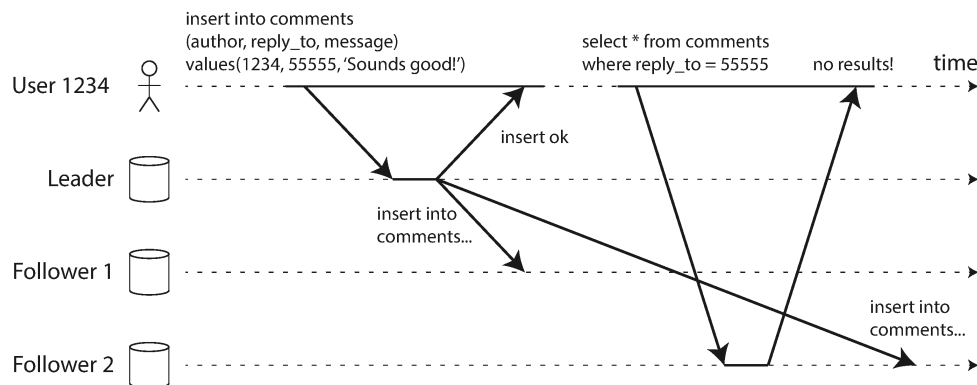 insert into comments
(author, reply_to, message)
values(1234, 55555, ‘Sounds good!’)
select * from comments
where reply_to = 55555
no results!
time
User 1234
insert ok
Leader
insert into
comments...
Follower 1
insert into
comments...
Follower 2